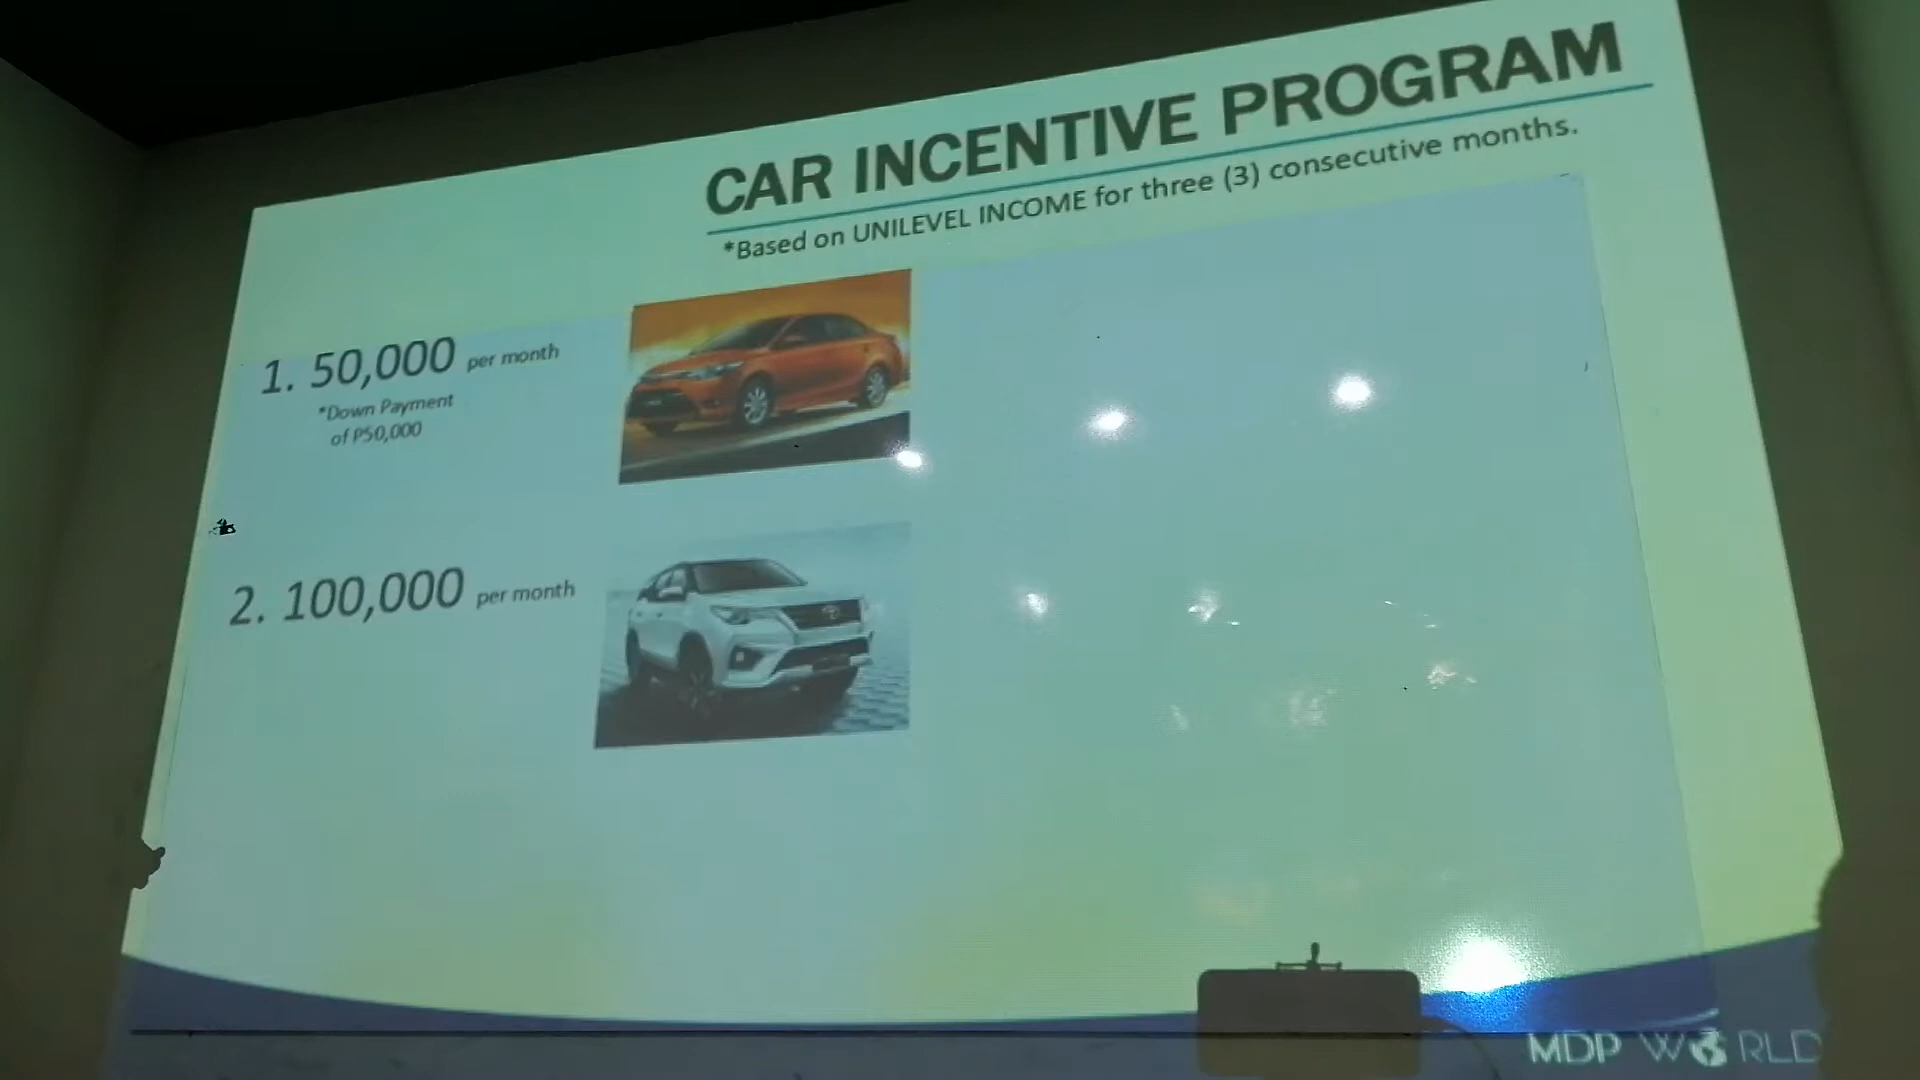 CAR INCENTIVE PROGRAM
*Based on UNILEVEL INCOME for three (3) consecutive months.
1. 50,000 per month
*Down Payment
of P50,000
2. 100,000 per month
MDP WORLD